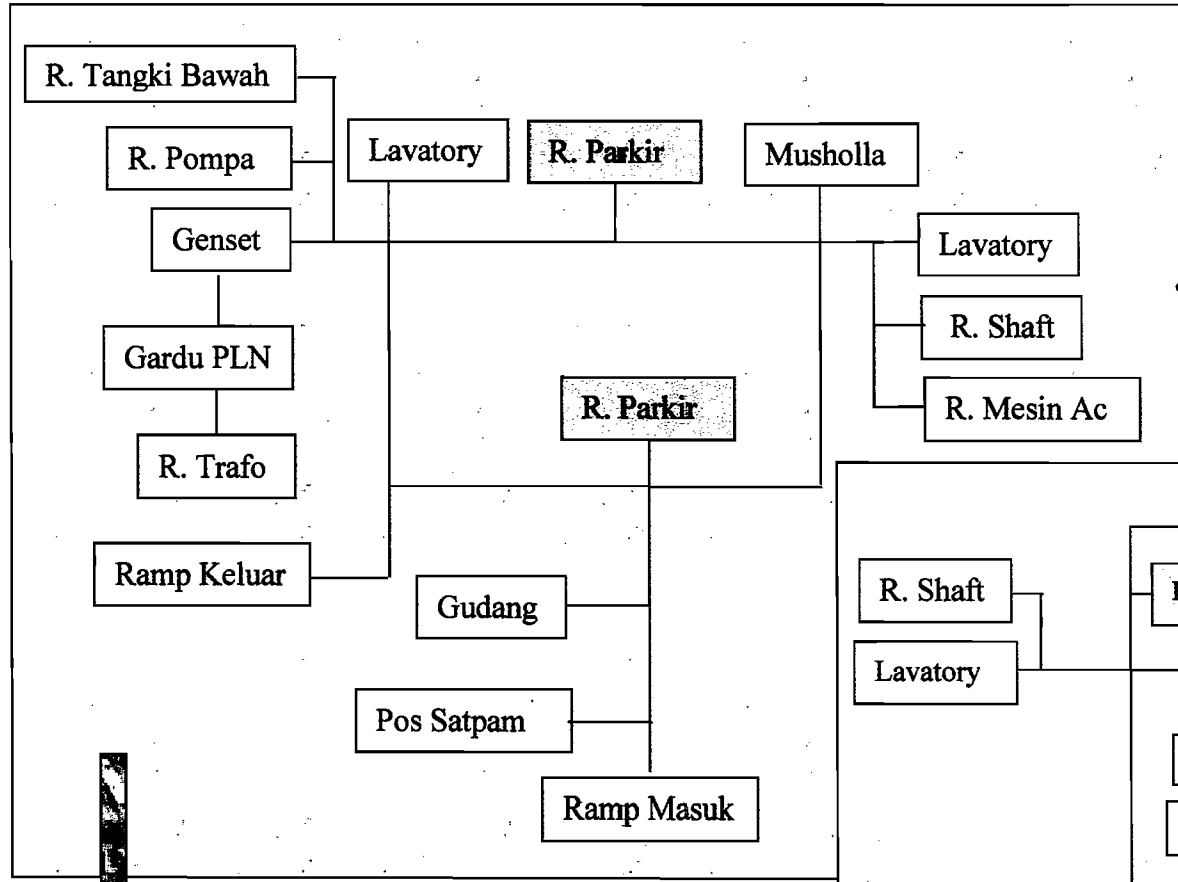 R. Tangki Bawah
R. Pompa
Lavatory
R. Parkir
Musholla
Genset
Lavatory
Gardu PLN
R. Shaft
R. Parkir
R. Mesin Ac
R. Trafo
Ramp Keluar
Gudang
R. Shaft
Lavatory
Pos Satpam
Ramp Masuk